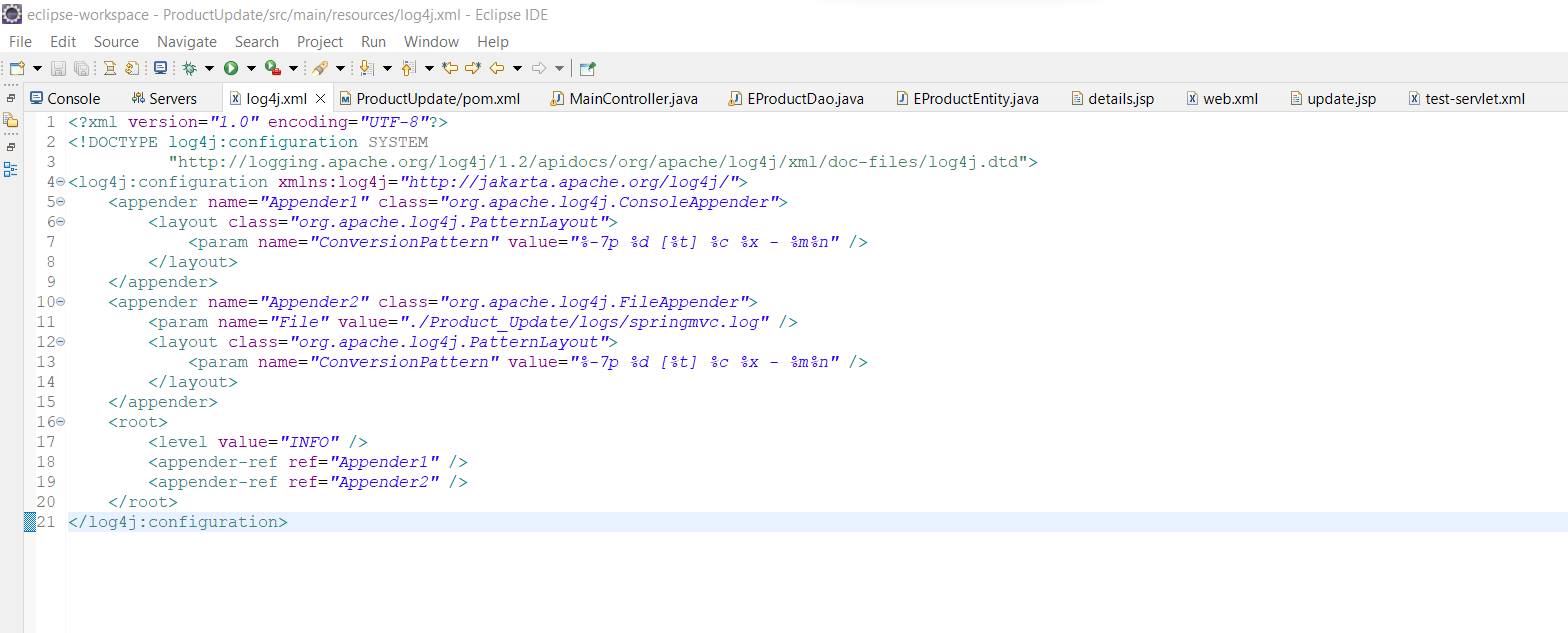 eclipse-workspace - ProductUpdate/src/main/resources/log4j.xml - Eclipse IDE
File Edit Source Navigate Search Project Run Window Help
Console Servers log4j.xml ProductUpdate/pom.xml MainController.java EProductDao.java EProductEntity.java details.jsp web.xml update.jsp test-servlet.xml
1 <?xml version="1.0" encoding="UTF-8"?>
2 <!DOCTYPE log4j:configuration SYSTEM
3 "http://logging.apache.org/log4j/1.2/apidocs/org/apache/log4j/xml/doc-files/log4j.dtd">
4 <log4j:configuration xmlns:log4j="http://jakarta.apache.org/log4j/">
5 <appender name="Appender1" class="org.apache.log4j.ConsoleAppender">
6 <layout class="org.apache.log4j.PatternLayout">
7 <param name="ConversionPattern" value="%-7p %d [%t] %c %x - %m%n" />
8 </layout>
9 </appender>
10 <appender name="Appender2" class="org.apache.log4j.FileAppender">
11 <param name="File" value="./Product_Update/logs/springmvc.log" />
12 <layout class="org.apache.log4j.PatternLayout">
13 <param name="ConversionPattern" value="%-7p %d [%t] %c %x - %m%n" />
14 </layout>
15 </appender>
16 <root>
17 <level value="INFO" />
18 <appender-ref ref="Appender1" />
19 <appender-ref ref="Appender2" />
20 </root>
21 </log4j:configuration>